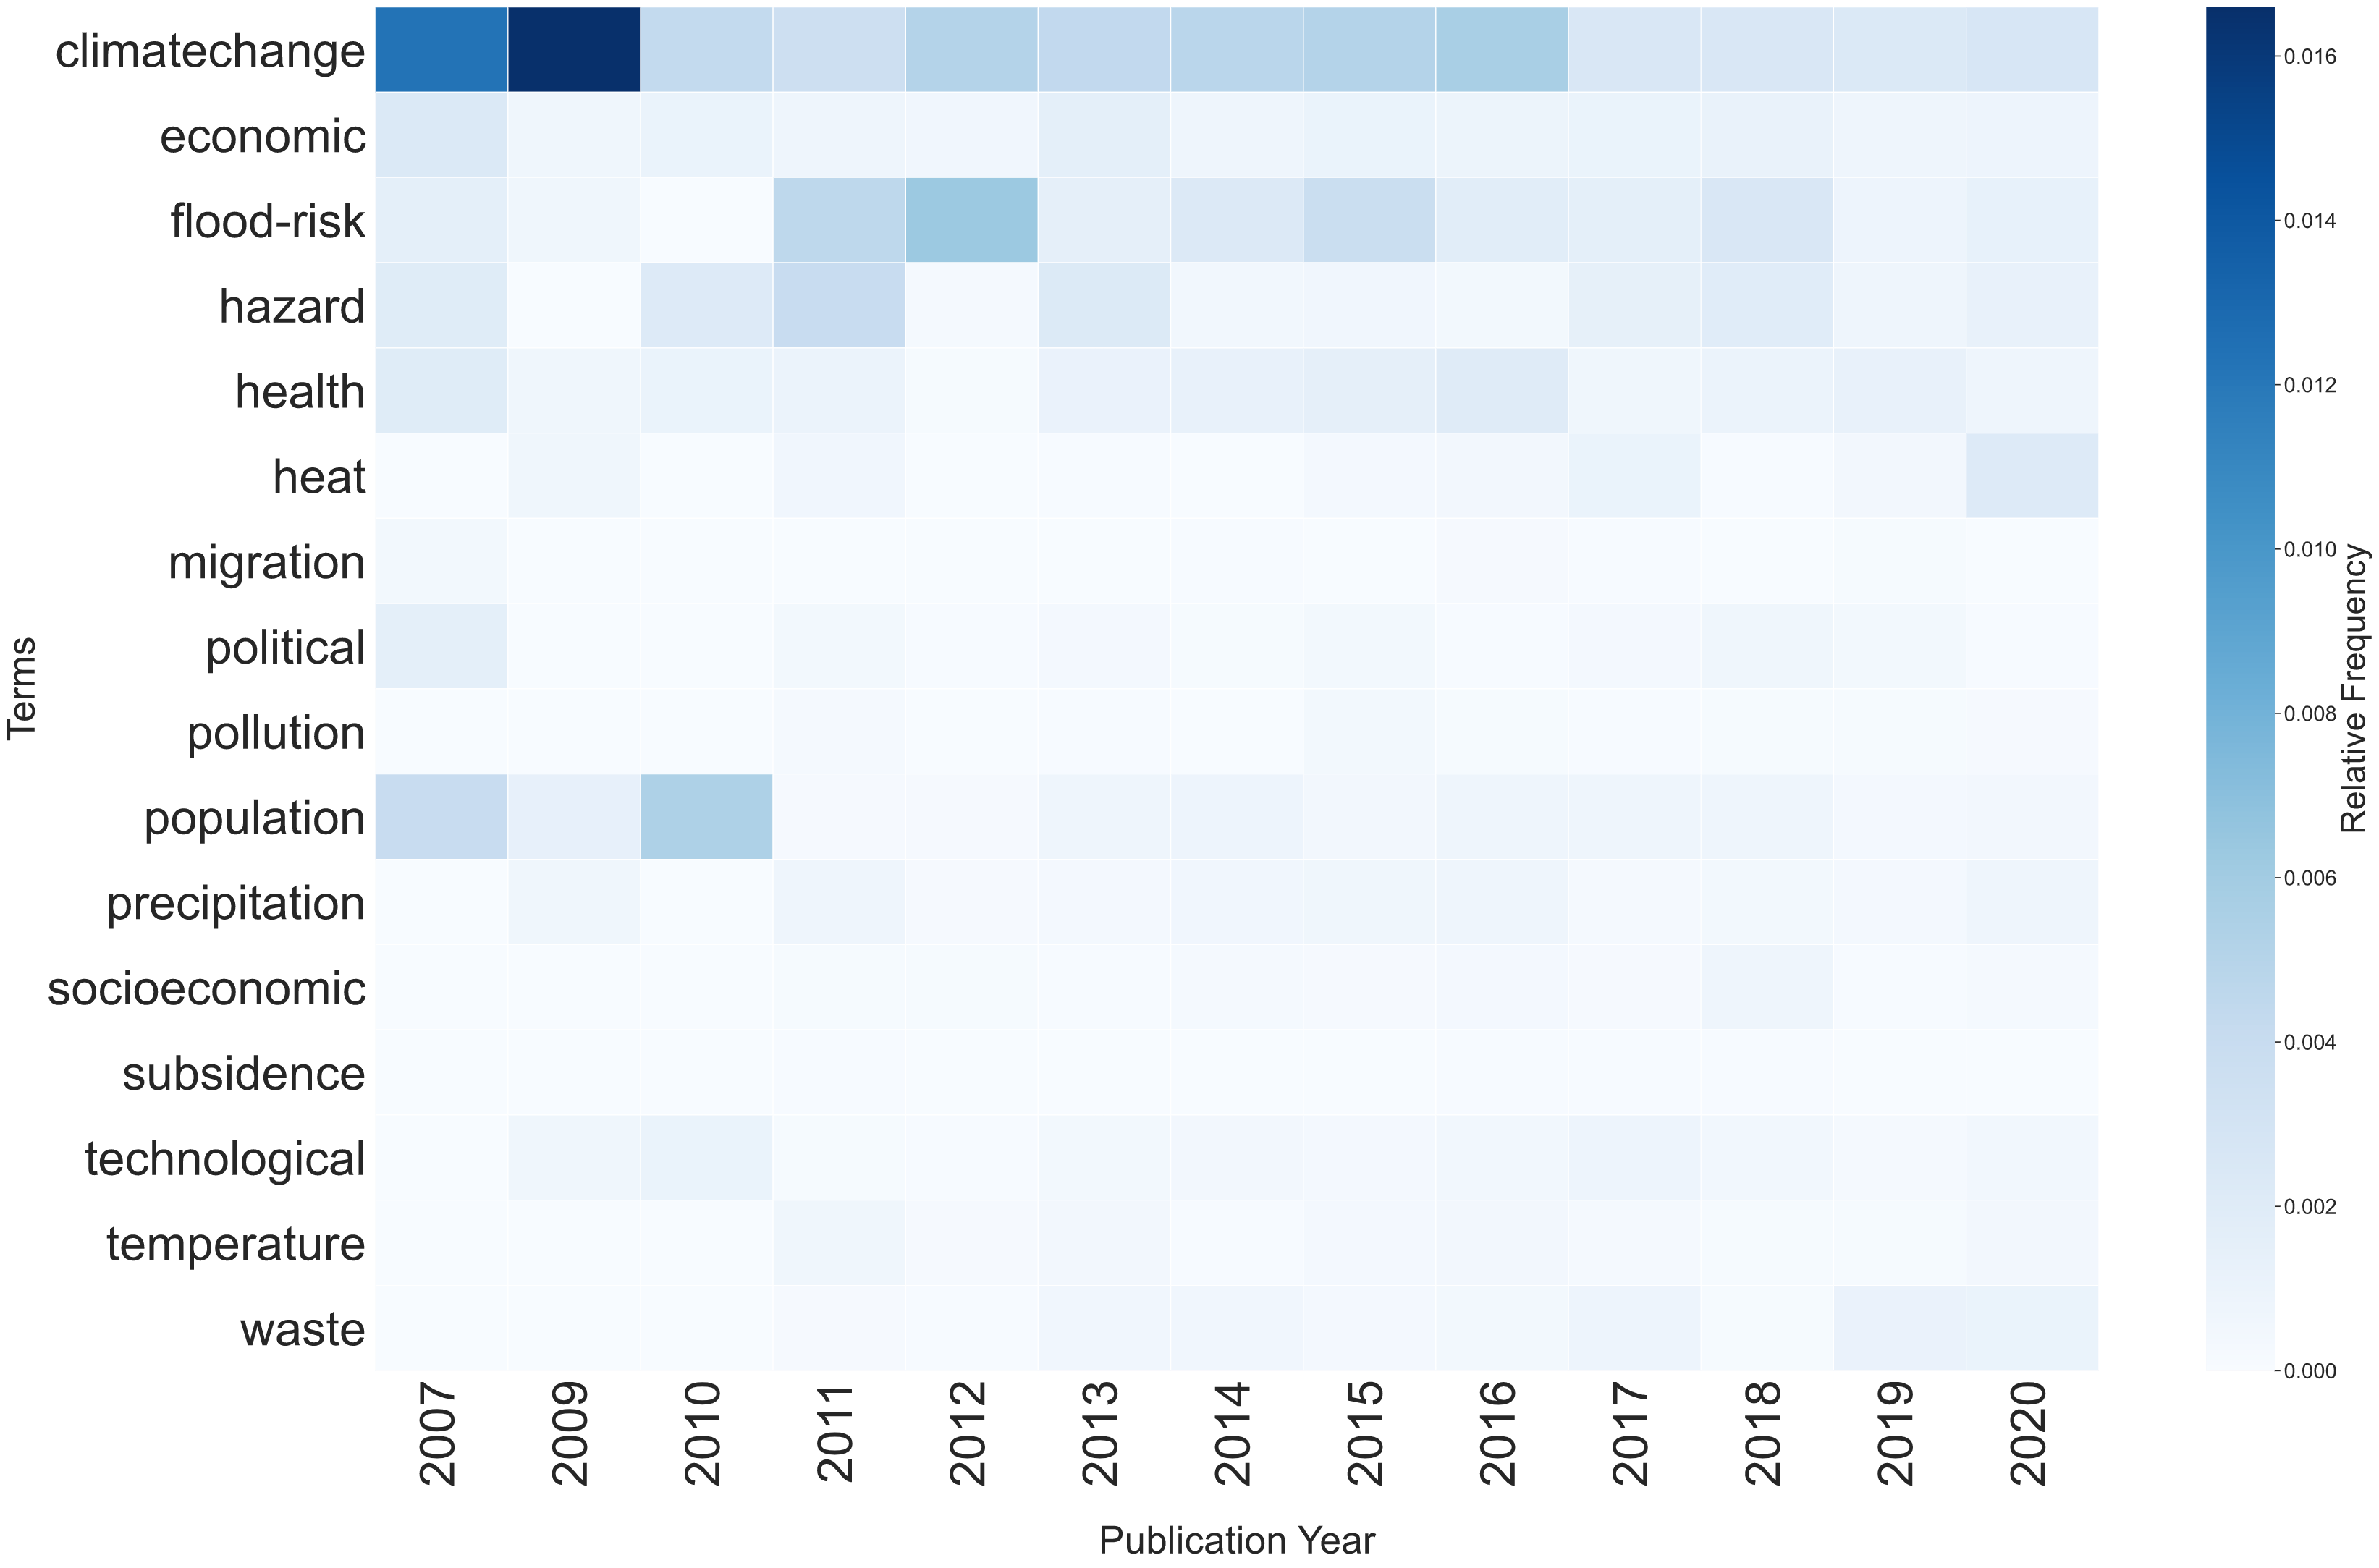 climatechange
economic
flood-risk
hazard
health
heat
migration
political
pollution
population
precipitation
socioeconomic
subsidence
technological
temperature
waste
Terms
2007 2009 2010 2011 2012 2013 2014 2015 2016 2017 2018 2019 2020
Publication Year
0.016
0.014
0.012
0.010
0.008
0.006
0.004
0.002
0.000
Relative Frequency